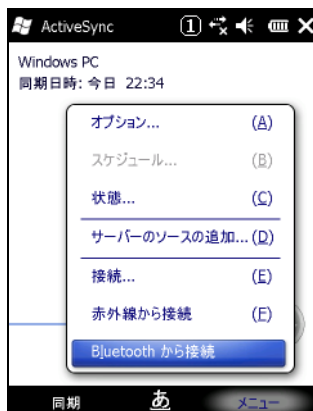 ActiveSync 1
Windows PC
同期日時: 今日 22:34
オプション... (A)
スケジュール... (B)
状態... (C)
サーバーのソースの追加... (D)
接続... (E)
赤外線から接続 (F)
Bluetooth から接続
同期 あ メニュー